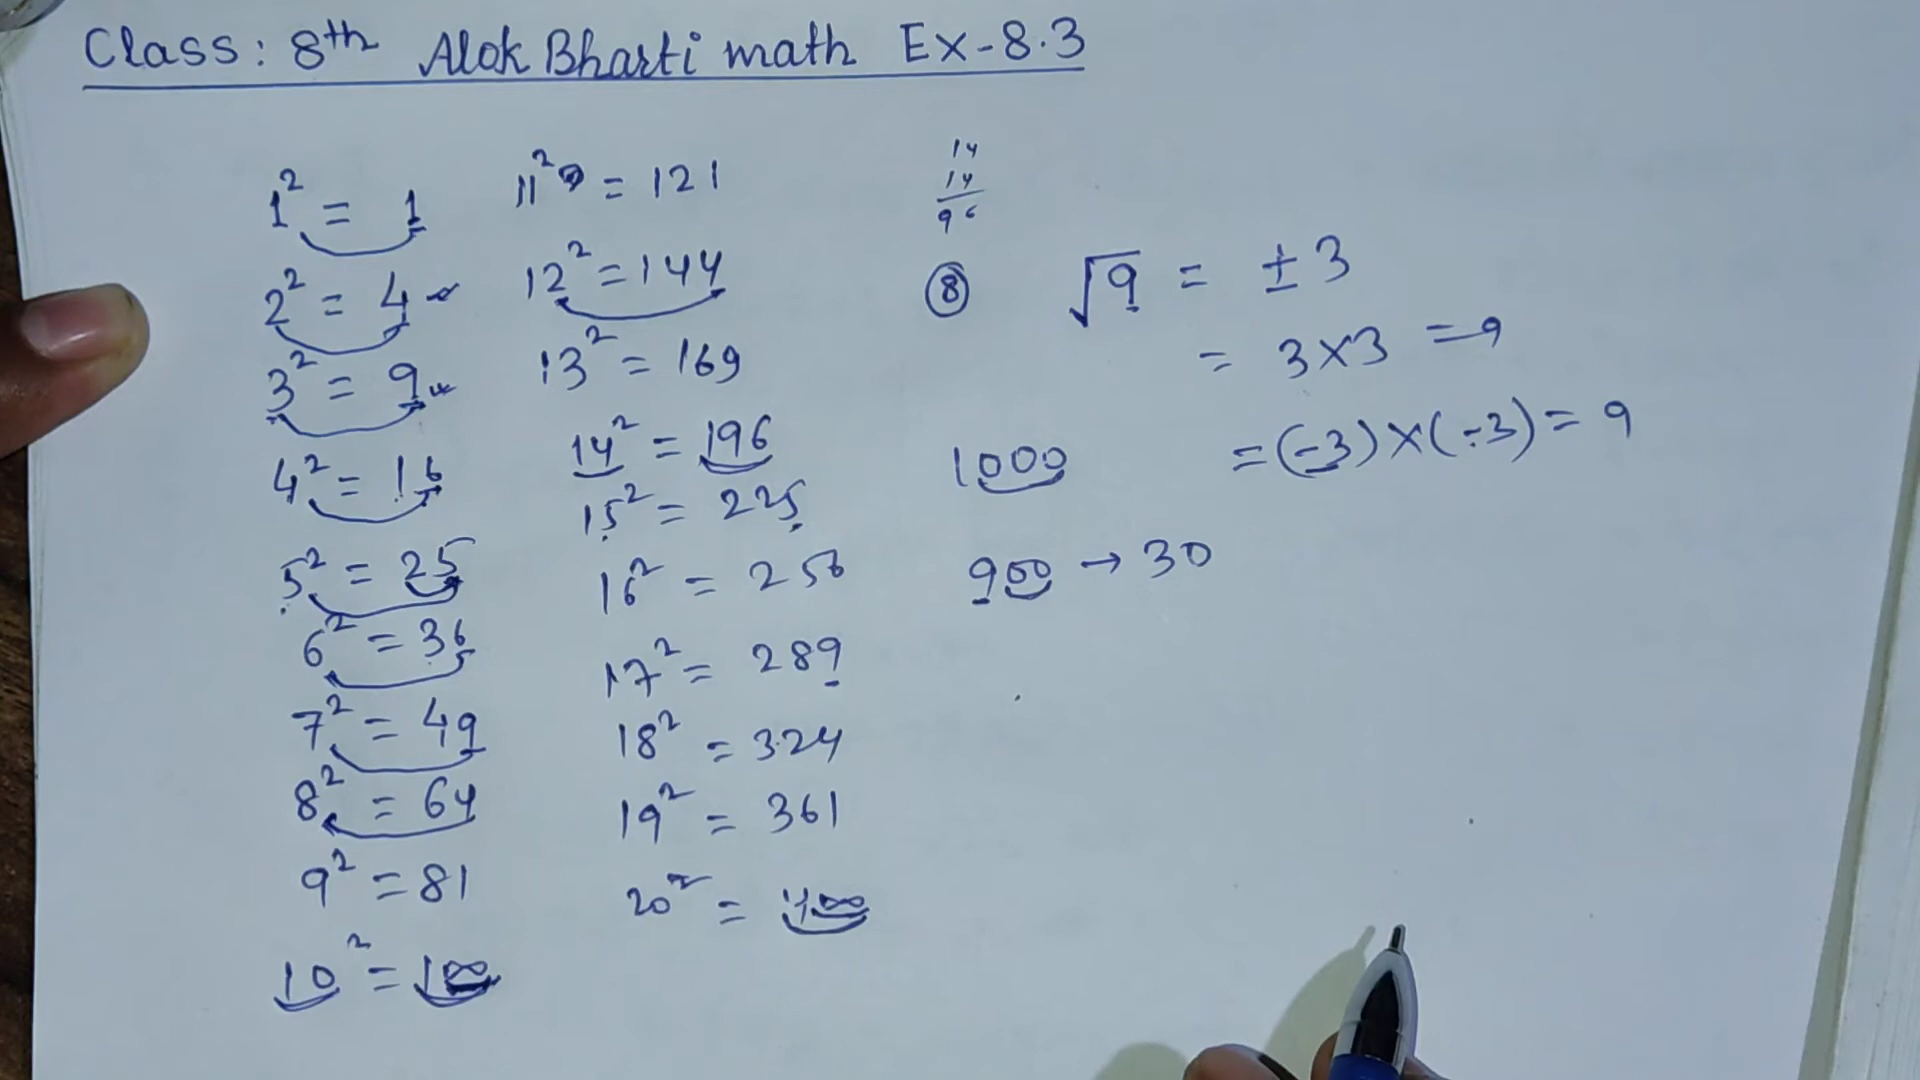 Class: 8th Alok Bharti math Ex-8.3
1² = 1
2² = 4
3² = 9
4² = 16
5² = 25
6² = 36
7² = 49
8² = 64
9² = 81
10² = 100
11² = 121
12² = 144
13² = 169
14² = 196
15² = 225
16² = 256
17² = 289
18² = 324
19² = 361
20² = 400
14
14
96
⑧ √9 = ±3
= 3×3 = 9
= (-3)×(-3) = 9
1000
900 → 30